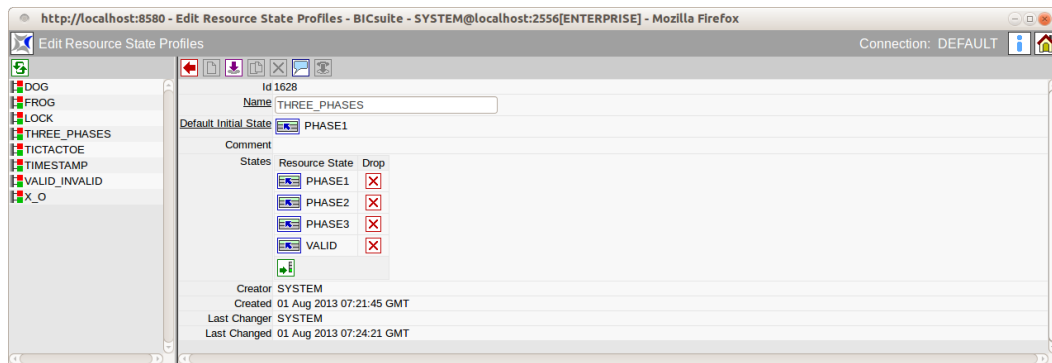 http://localhost:8580 - Edit Resource State Profiles - BICsuite - SYSTEM@localhost:2556[ENTERPRISE] - Mozilla Firefox
Edit Resource State Profiles
Connection: DEFAULT
DOG
FROG
LOCK
THREE_PHASES
TICTACTOE
TIMESTAMP
VALID_INVALID
X_O
Id 1628
Name THREE_PHASES
Default Initial State PHASE1
Comment
States Resource State Drop
PHASE1
PHASE2
PHASE3
VALID
Creator SYSTEM
Created 01 Aug 2013 07:21:45 GMT
Last Changer SYSTEM
Last Changed 01 Aug 2013 07:24:21 GMT